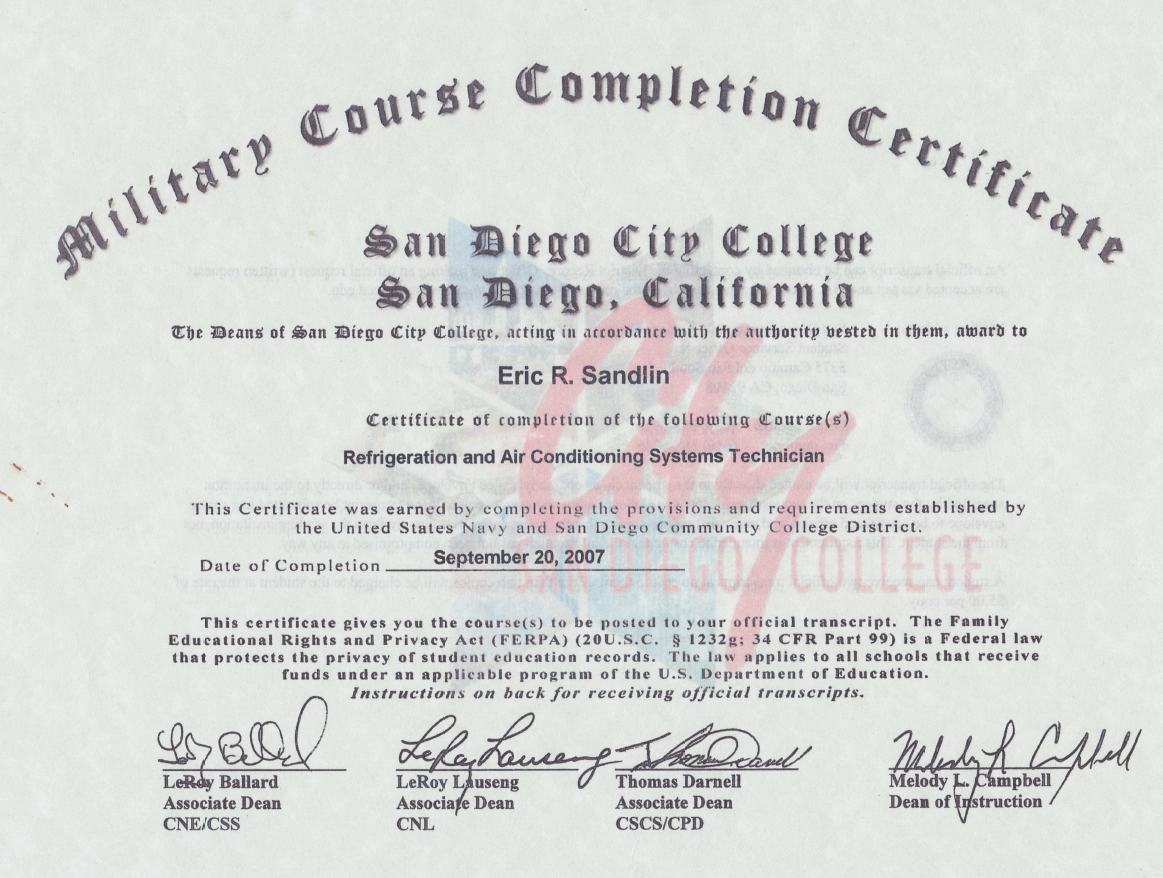 Military Course Completion Certificate
San Diego City College
San Diego, California
The Deans of San Diego City College, acting in accordance with the authority vested in them, award to
Eric R. Sandlin
Certificate of completion of the following Course(s)
Refrigeration and Air Conditioning Systems Technician
This Certificate was earned by completing the provisions and requirements established by
the United States Navy and San Diego Community College District.
Date of Completion September 20, 2007
City
SAN DIEGO COLLEGE
This certificate gives you the course(s) to be posted to your official transcript. The Family
Educational Rights and Privacy Act (FERPA) (20U.S.C. § 1232g; 34 CFR Part 99) is a Federal law
that protects the privacy of student education records. The law applies to all schools that receive
funds under an applicable program of the U.S. Department of Education.
Instructions on back for receiving official transcripts.
LeRoy Ballard
Associate Dean
CNE/CSS
LeRoy Lauseng
Associate Dean
CNL
Thomas Darnell
Associate Dean
CSCS/CPD
Melody L. Campbell
Dean of Instruction